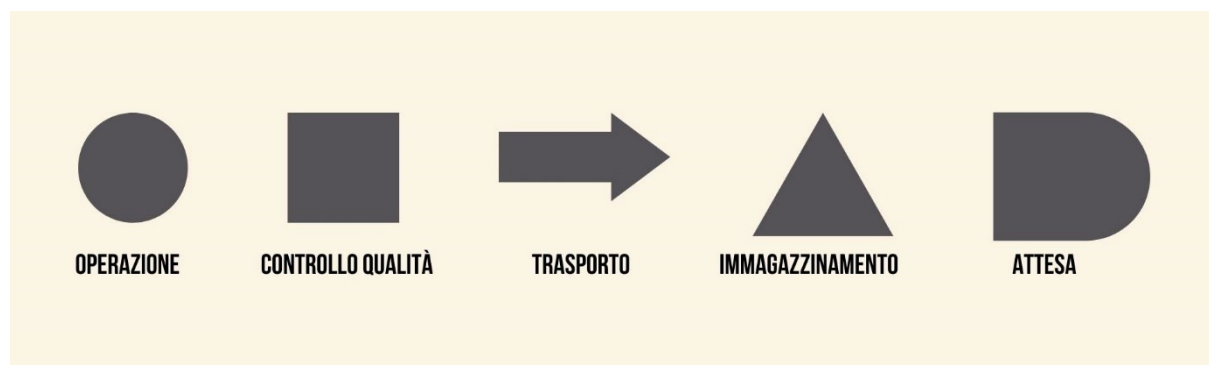 OPERAZIONE
CONTROLLO QUALITÀ
TRASPORTO
IMMAGAZZINAMENTO
ATTESA